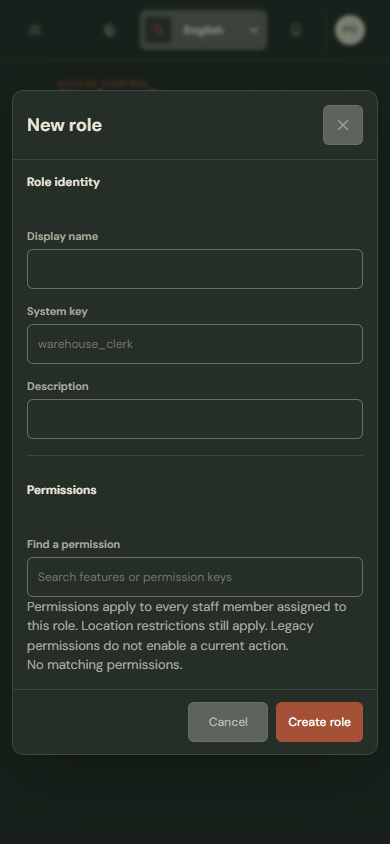 English
New role
Role identity
Display name
System key
warehouse_clerk
Description
Permissions
Find a permission
Search features or permission keys
Permissions apply to every staff member assigned to
this role. Location restrictions still apply. Legacy
permissions do not enable a current action.
No matching permissions.
Cancel
Create role